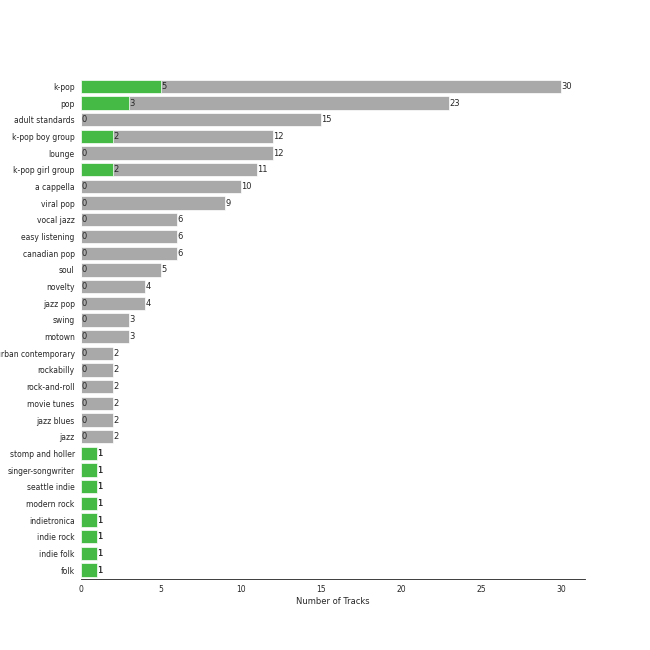 k-pop 5 30
pop 3 23
adult standards 0 15
k-pop boy group 2 12
lounge 0 12
k-pop girl group 2 11
a cappella 0 10
viral pop 0 9
vocal jazz 0 6
easy listening 0 6
canadian pop 0 6
soul 0 5
novelty 0 4
jazz pop 0 4
swing 0 3
motown 0 3
rban contemporary 0 2
rockabilly 0 2
rock-and-roll 0 2
movie tunes 0 2
jazz blues 0 2
jazz 0 2
stomp and holler 1
singer-songwriter 1
seattle indie 1
modern rock 1
indietronica 1
indie rock 1
indie folk 1
folk 1
0 5 10 15 20 25 30
Number of Tracks